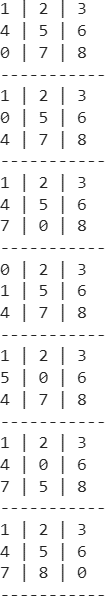 1 | 2 | 3
4 | 5 | 6
0 | 7 | 8
----------
1 | 2 | 3
0 | 5 | 6
4 | 7 | 8
----------
1 | 2 | 3
4 | 5 | 6
7 | 0 | 8
----------
0 | 2 | 3
1 | 5 | 6
4 | 7 | 8
----------
1 | 2 | 3
5 | 0 | 6
4 | 7 | 8
----------
1 | 2 | 3
4 | 0 | 6
7 | 5 | 8
----------
1 | 2 | 3
4 | 5 | 6
7 | 8 | 0
----------